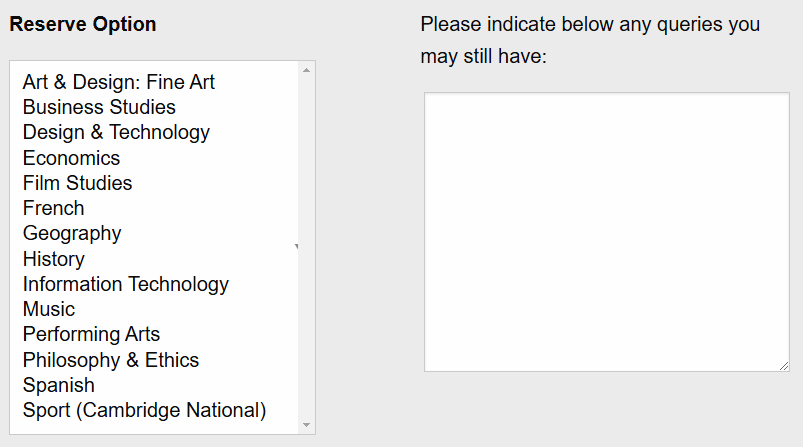 Reserve Option
Art & Design: Fine Art
Business Studies
Design & Technology
Economics
Film Studies
French
Geography
History
Information Technology
Music
Performing Arts
Philosophy & Ethics
Spanish
Sport (Cambridge National)
Please indicate below any queries you
may still have: